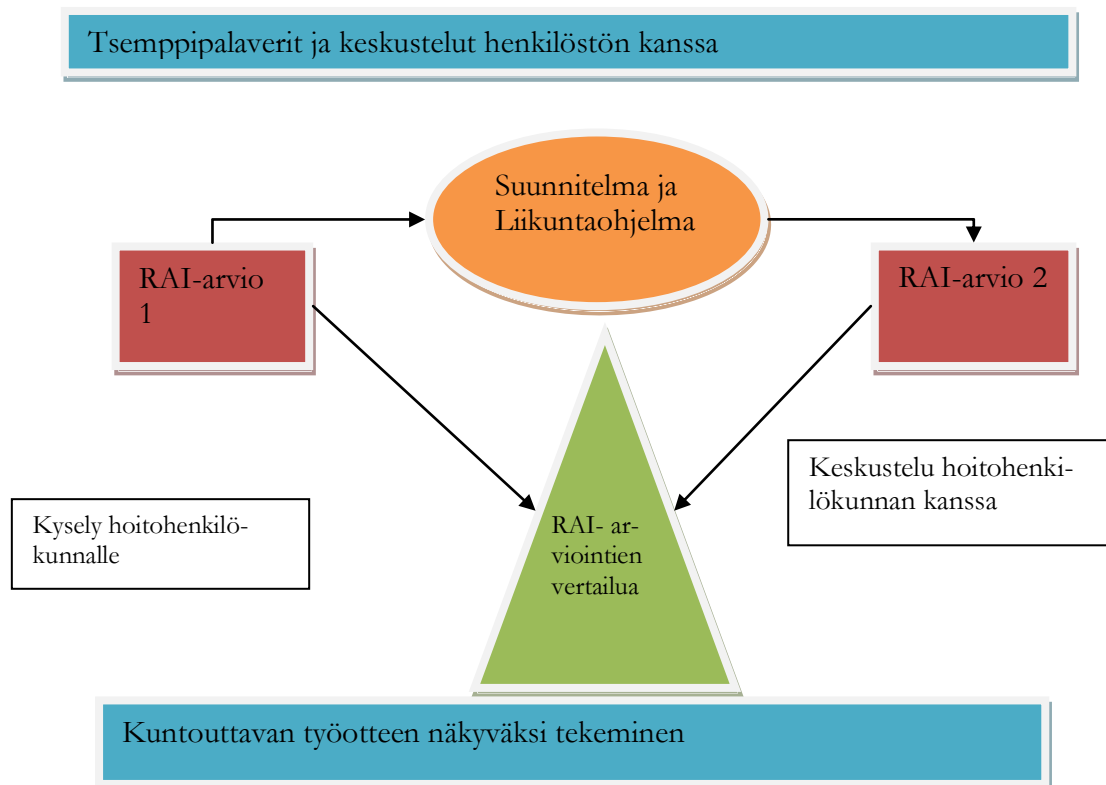 Tsemppipalaverit ja keskustelut henkilöstön kanssa
Suunnitelma ja
Liikuntaohjelma
RAI-arvio
1
RAI-arvio 2
Keskustelu hoitohenki-
lökunnan kanssa
Kysely hoitohenkilö-
kunnalle
RAI- ar-
viointien
vertailua
Kuntouttavan työotteen näkyväksi tekeminen